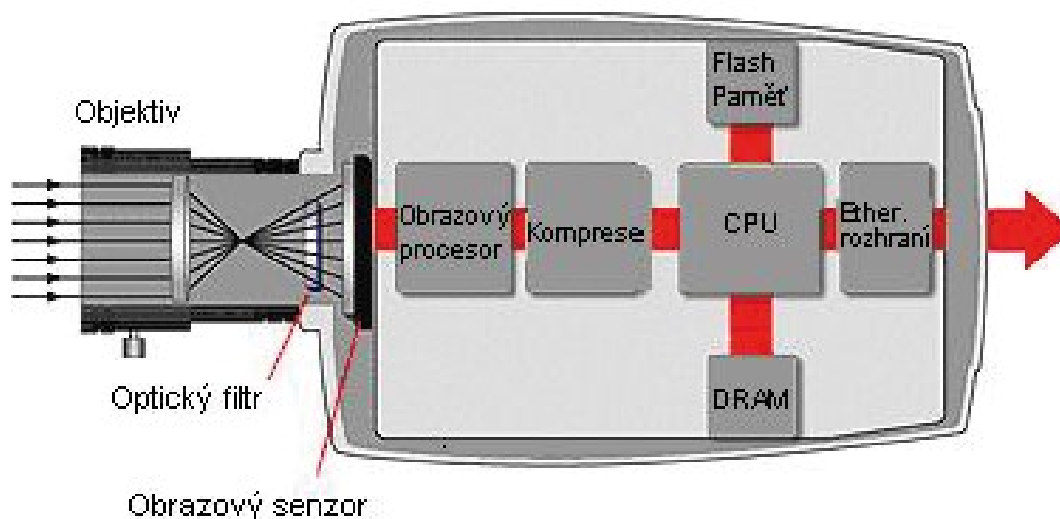 Objektiv
Flash
Paměť
Obrazový
procesor
Komprese
CPU
Ether.
rozhraní
DRAM
Optický filtr
Obrazový senzor